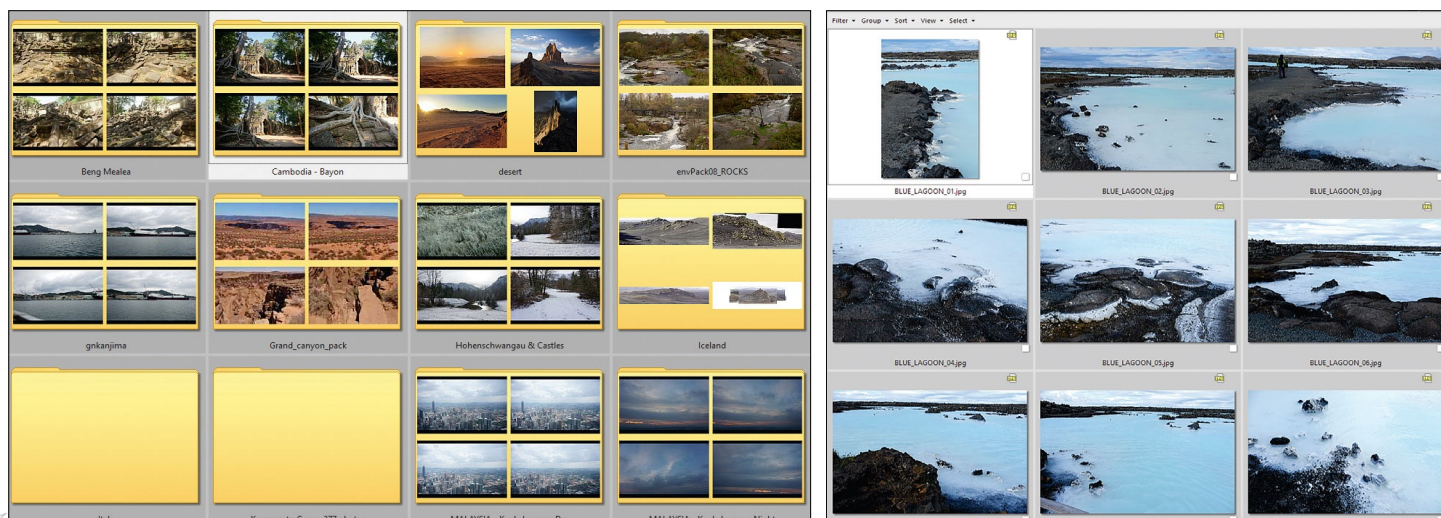 Beng Mealea
Cambodia - Bayon
desert
envPack08_ROCKS
gnkanjima
Grand_canyon_pack
Hohenschwangau & Castles
Iceland
Filter Group Sort View Select
BLUE_LAGOON_01.jpg
BLUE_LAGOON_02.jpg
BLUE_LAGOON_03.jpg
BLUE_LAGOON_04.jpg
BLUE_LAGOON_05.jpg
BLUE_LAGOON_06.jpg